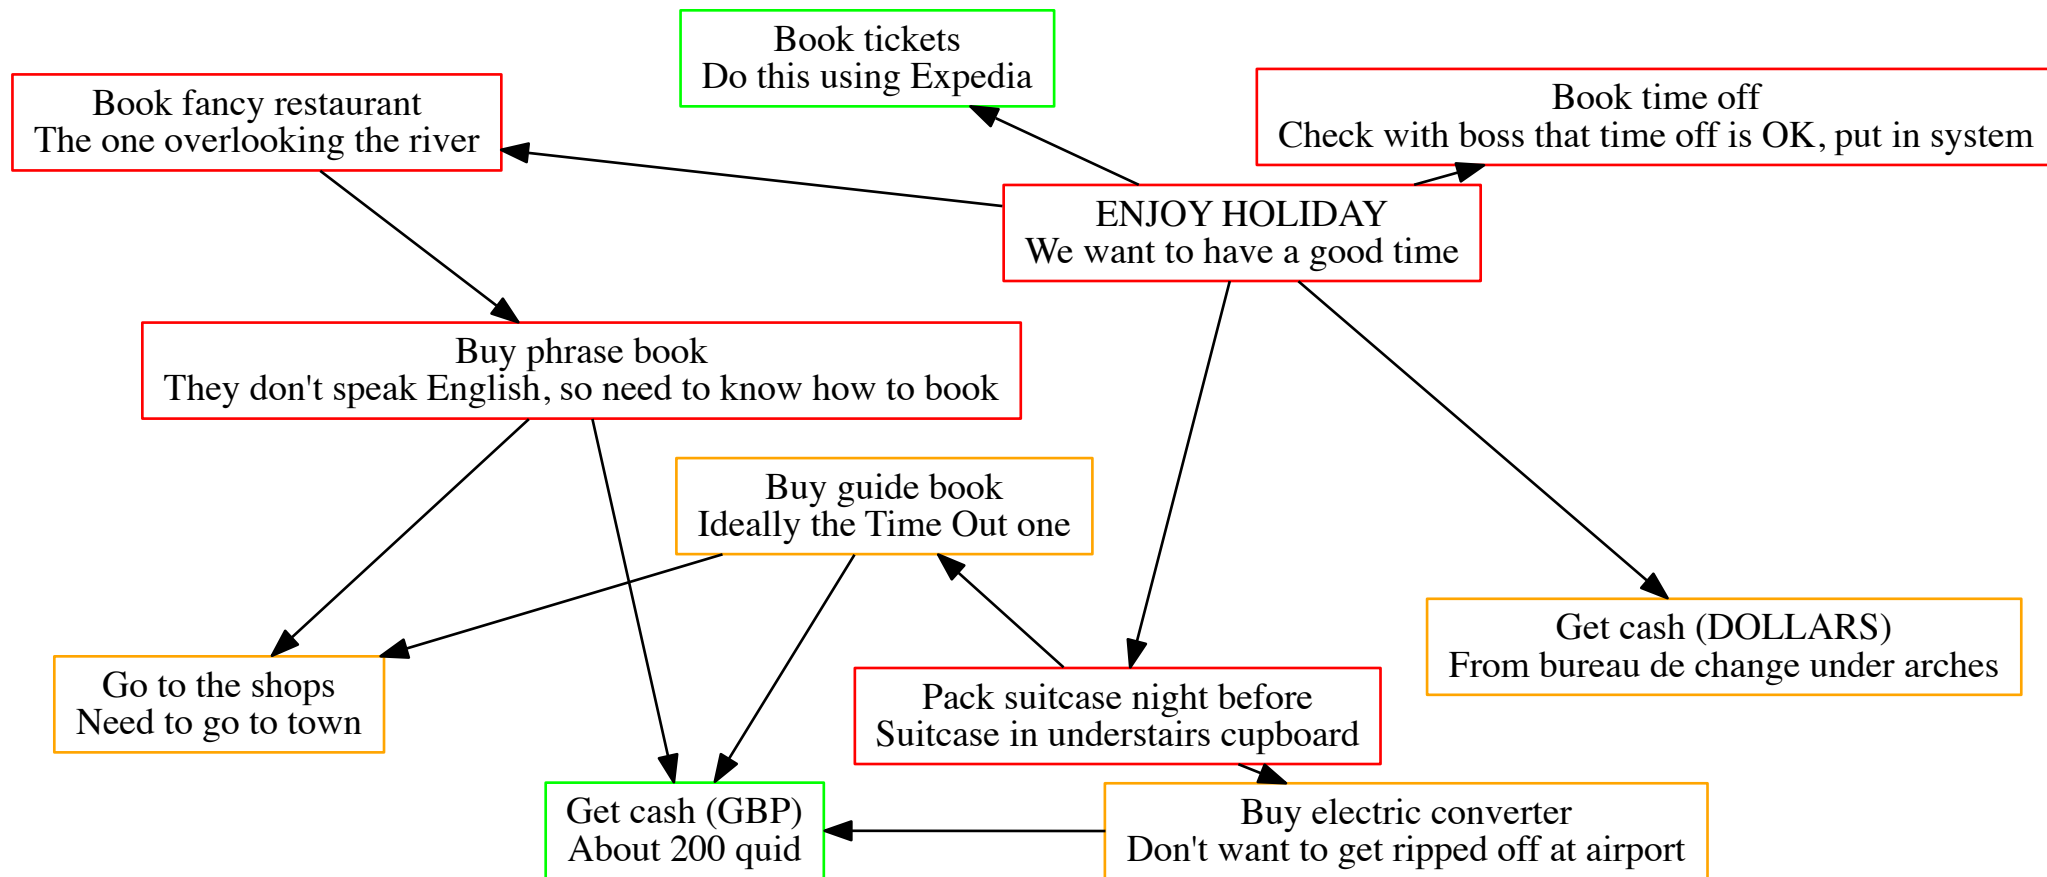 Book tickets
Do this using Expedia
Book fancy restaurant
The one overlooking the river
Book time off
Check with boss that time off is OK, put in system
ENJOY HOLIDAY
We want to have a good time
Buy phrase book
They don't speak English, so need to know how to book
Buy guide book
Ideally the Time Out one
Get cash (DOLLARS)
From bureau de change under arches
Go to the shops
Need to go to town
Pack suitcase night before
Suitcase in understairs cupboard
Get cash (GBP)
About 200 quid
Buy electric converter
Don't want to get ripped off at airport